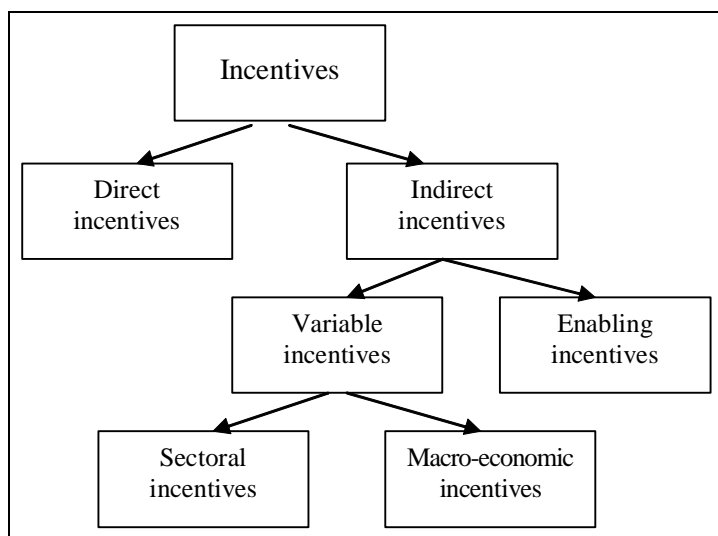 Incentives
Direct
incentives
Indirect
incentives
Variable
incentives
Enabling
incentives
Sectoral
incentives
Macro-economic
incentives